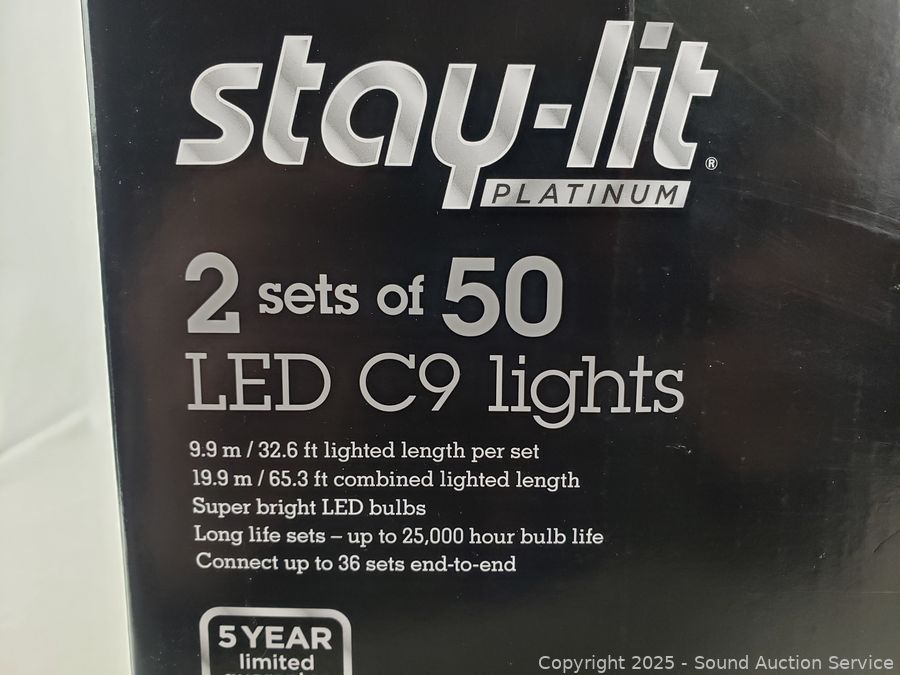 stay-lit®
PLATINUM
2 sets of 50
LED C9 lights
9.9 m / 32.6 ft lighted length per set
19.9 m / 65.3 ft combined lighted length
Super bright LED bulbs
Long life sets – up to 25,000 hour bulb life
Connect up to 36 sets end-to-end
5 YEAR
limited
Copyright 2025 - Sound Auction Service